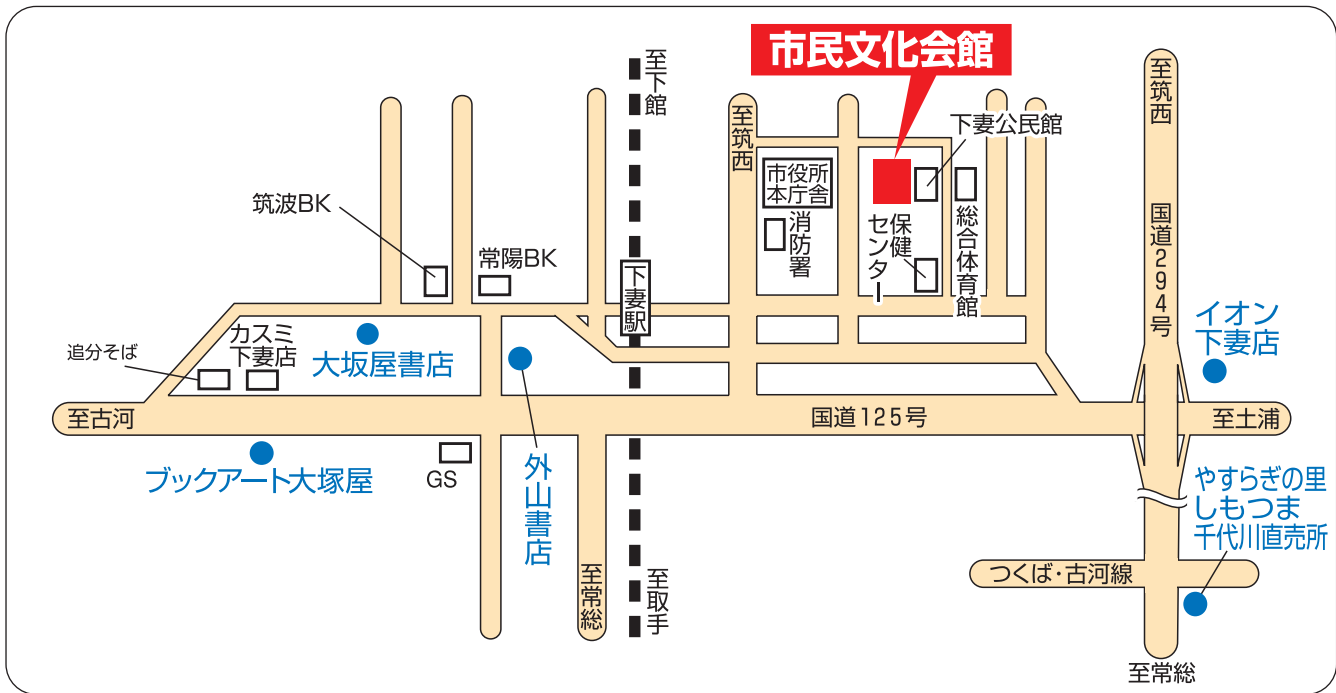 市民文化会館
至下館
至筑西
至筑西
下妻公民館
市役所
本庁舎
消防署
保健
センター
総合体育館
国道294号
筑波BK
常陽BK
下妻駅
イオン
下妻店
カスミ
下妻店
追分そば
大坂屋書店
至古河
国道125号
至土浦
ブックアート大塚屋
GS
外山書店
やすらぎの里
しもつま
千代川直売所
至常総
至取手
つくば・古河線
至常総